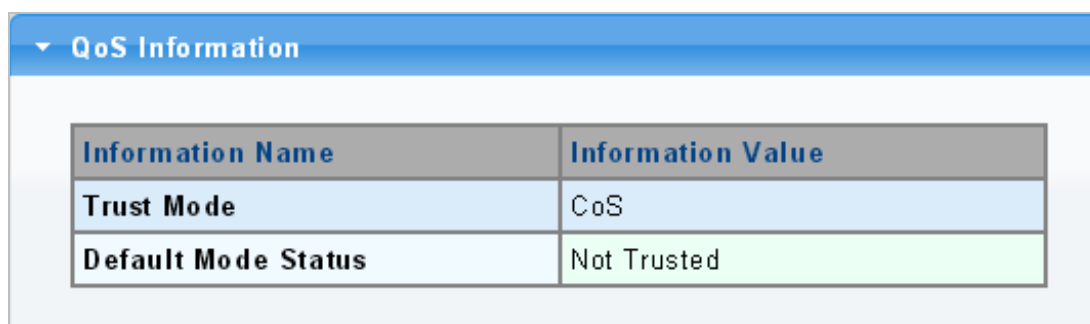 QoS Information
Information Name Information Value
Trust Mode CoS
Default Mode Status Not Trusted